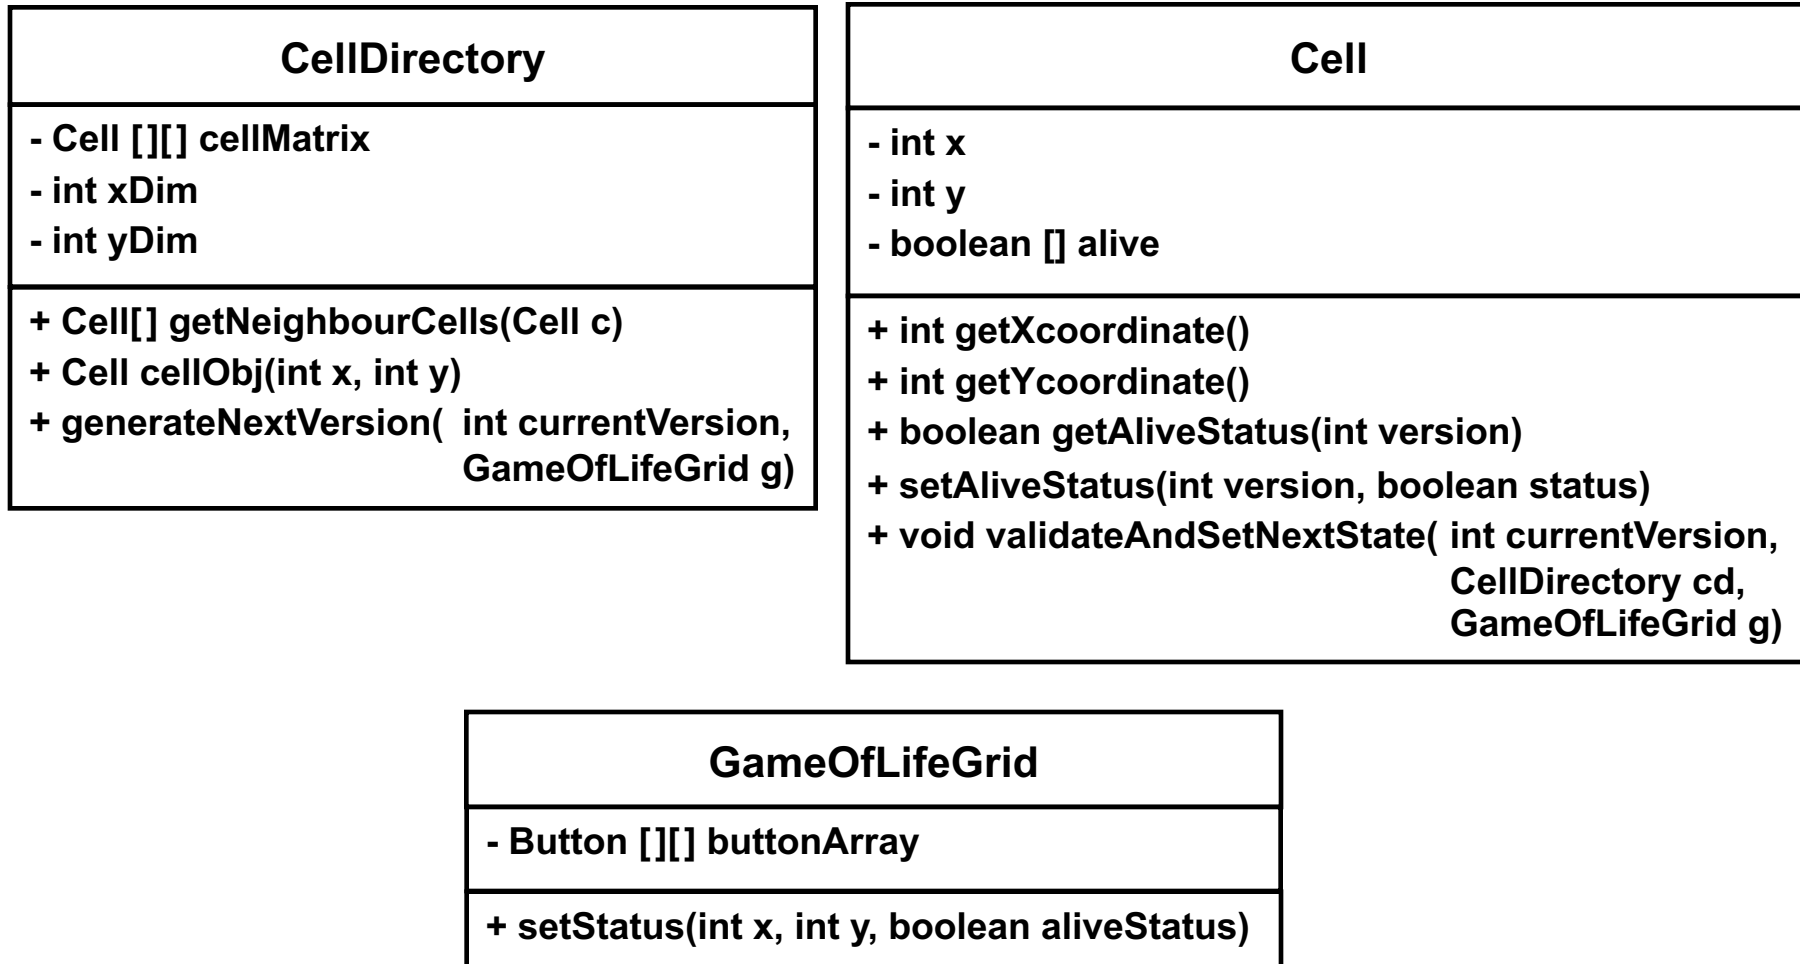 CellDirectory
- Cell [][] cellMatrix
- int xDim
- int yDim
+ Cell[] getNeighbourCells(Cell c)
+ Cell cellObj(int x, int y)
+ generateNextVersion( int currentVersion,
GameOfLifeGrid g)
Cell
- int x
- int y
- boolean [] alive
+ int getXcoordinate()
+ int getYcoordinate()
+ boolean getAliveStatus(int version)
+ setAliveStatus(int version, boolean status)
+ void validateAndSetNextState( int currentVersion,
CellDirectory cd,
GameOfLifeGrid g)
GameOfLifeGrid
- Button [][] buttonArray
+ setStatus(int x, int y, boolean aliveStatus)